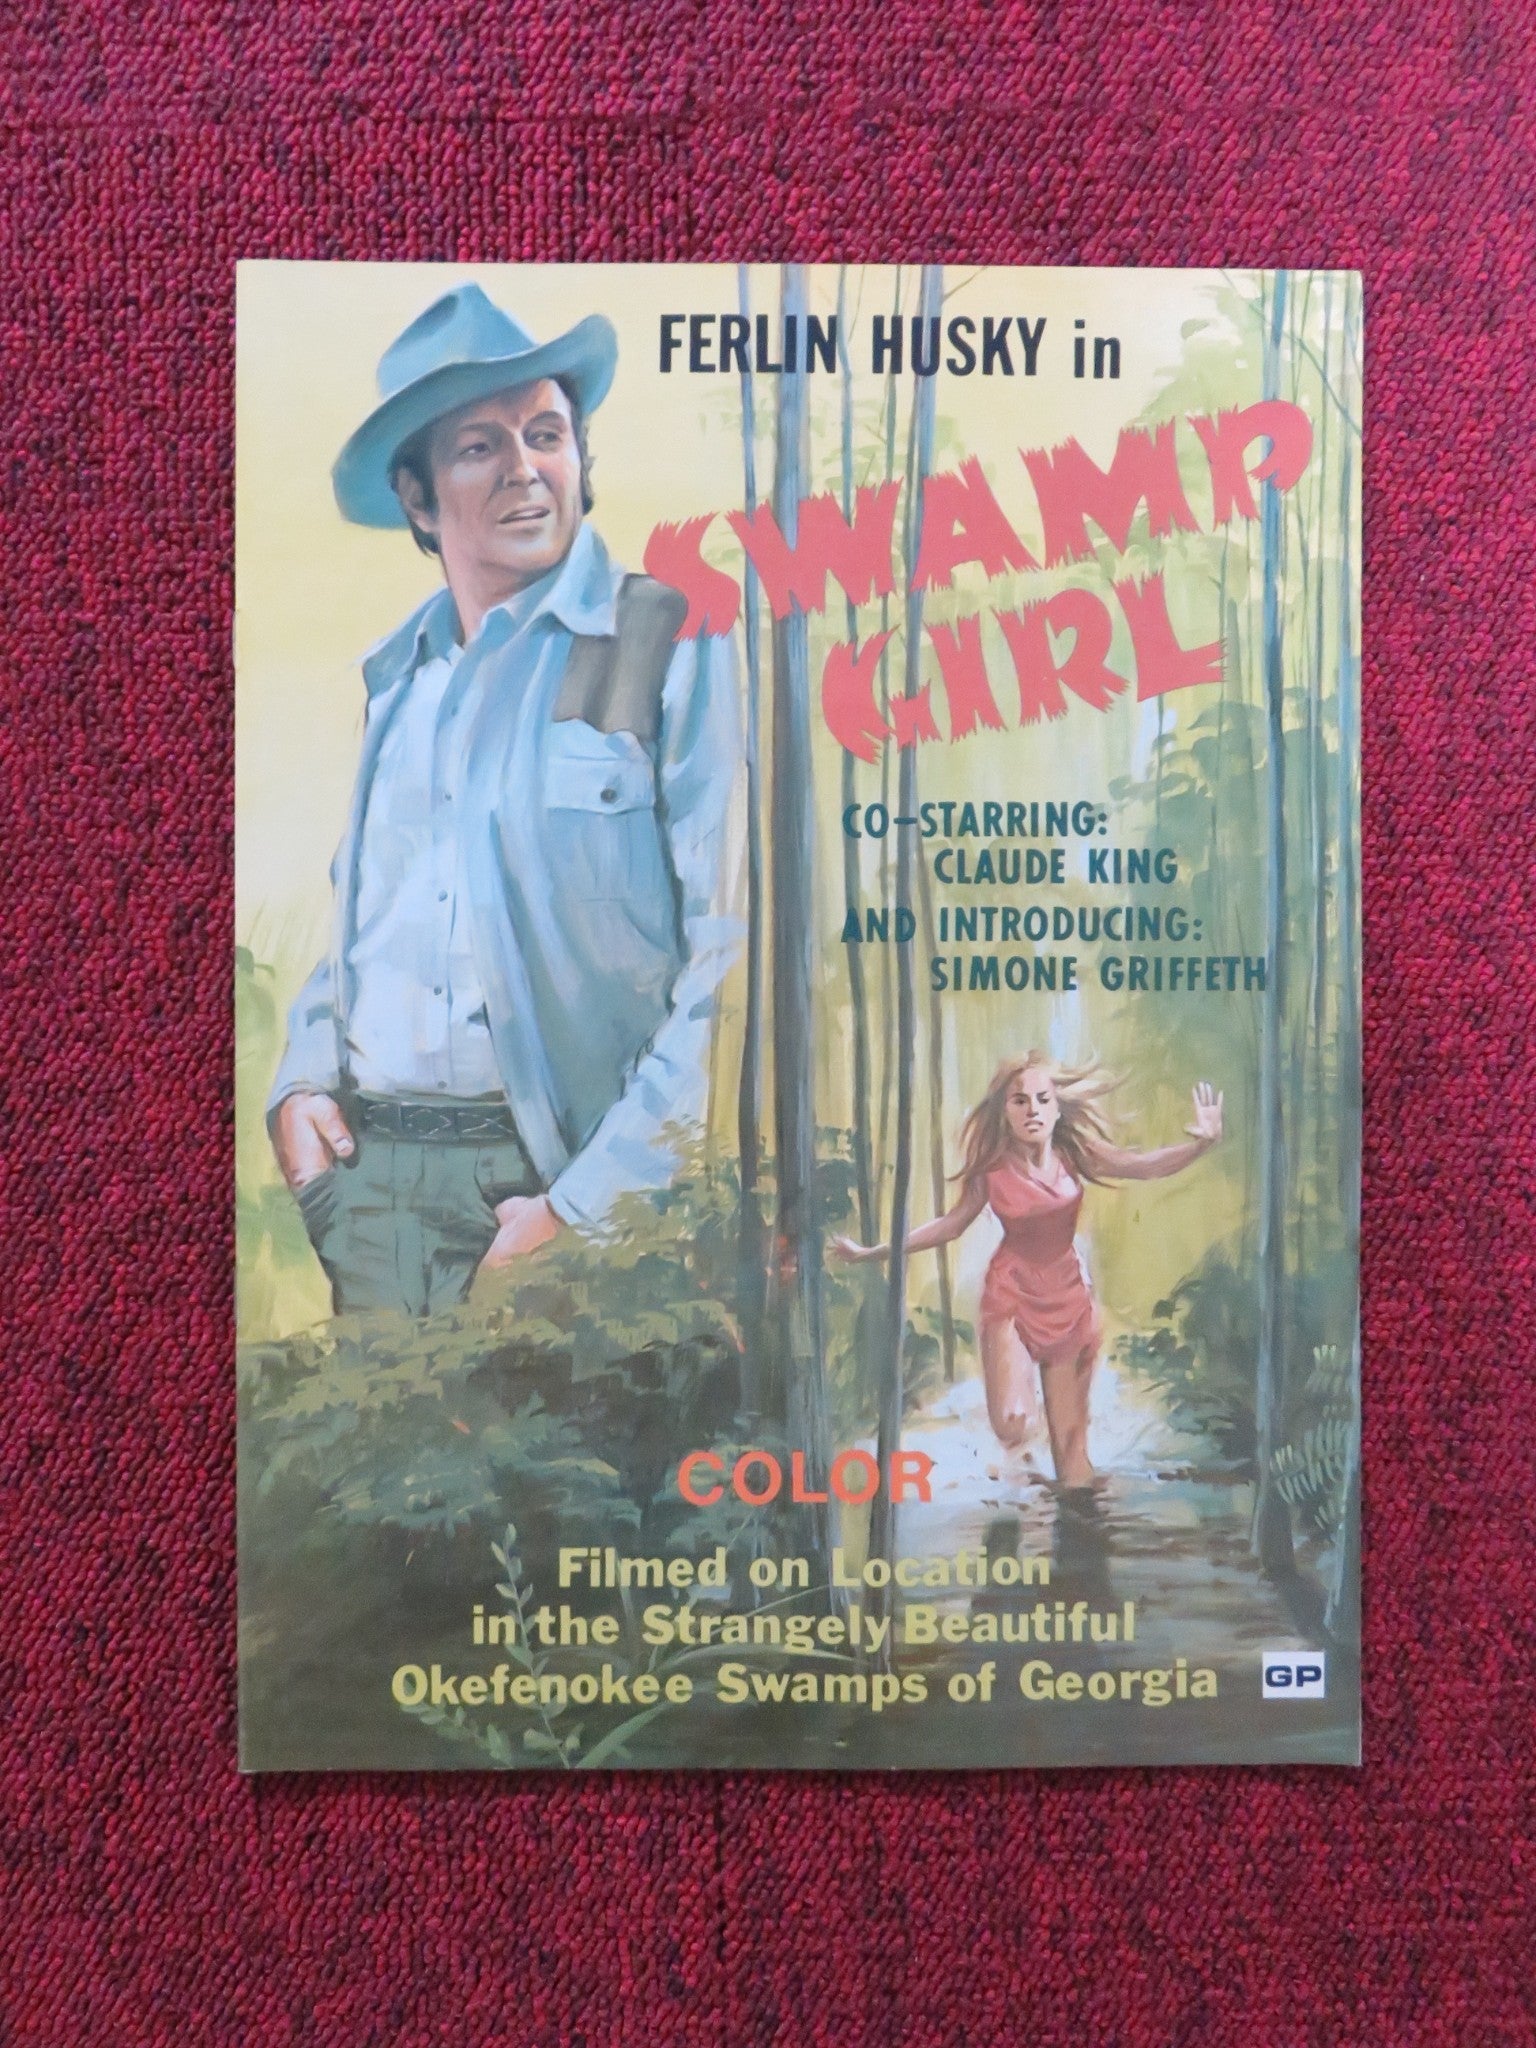 FERLIN HUSKY in
SWAMP
GIRL
CO-STARRING:
CLAUDE KING
AND INTRODUCING:
SIMONE GRIFFETH
COLOR
Filmed on Location
in the Strangely Beautiful
Okefenokee Swamps of Georgia
GP